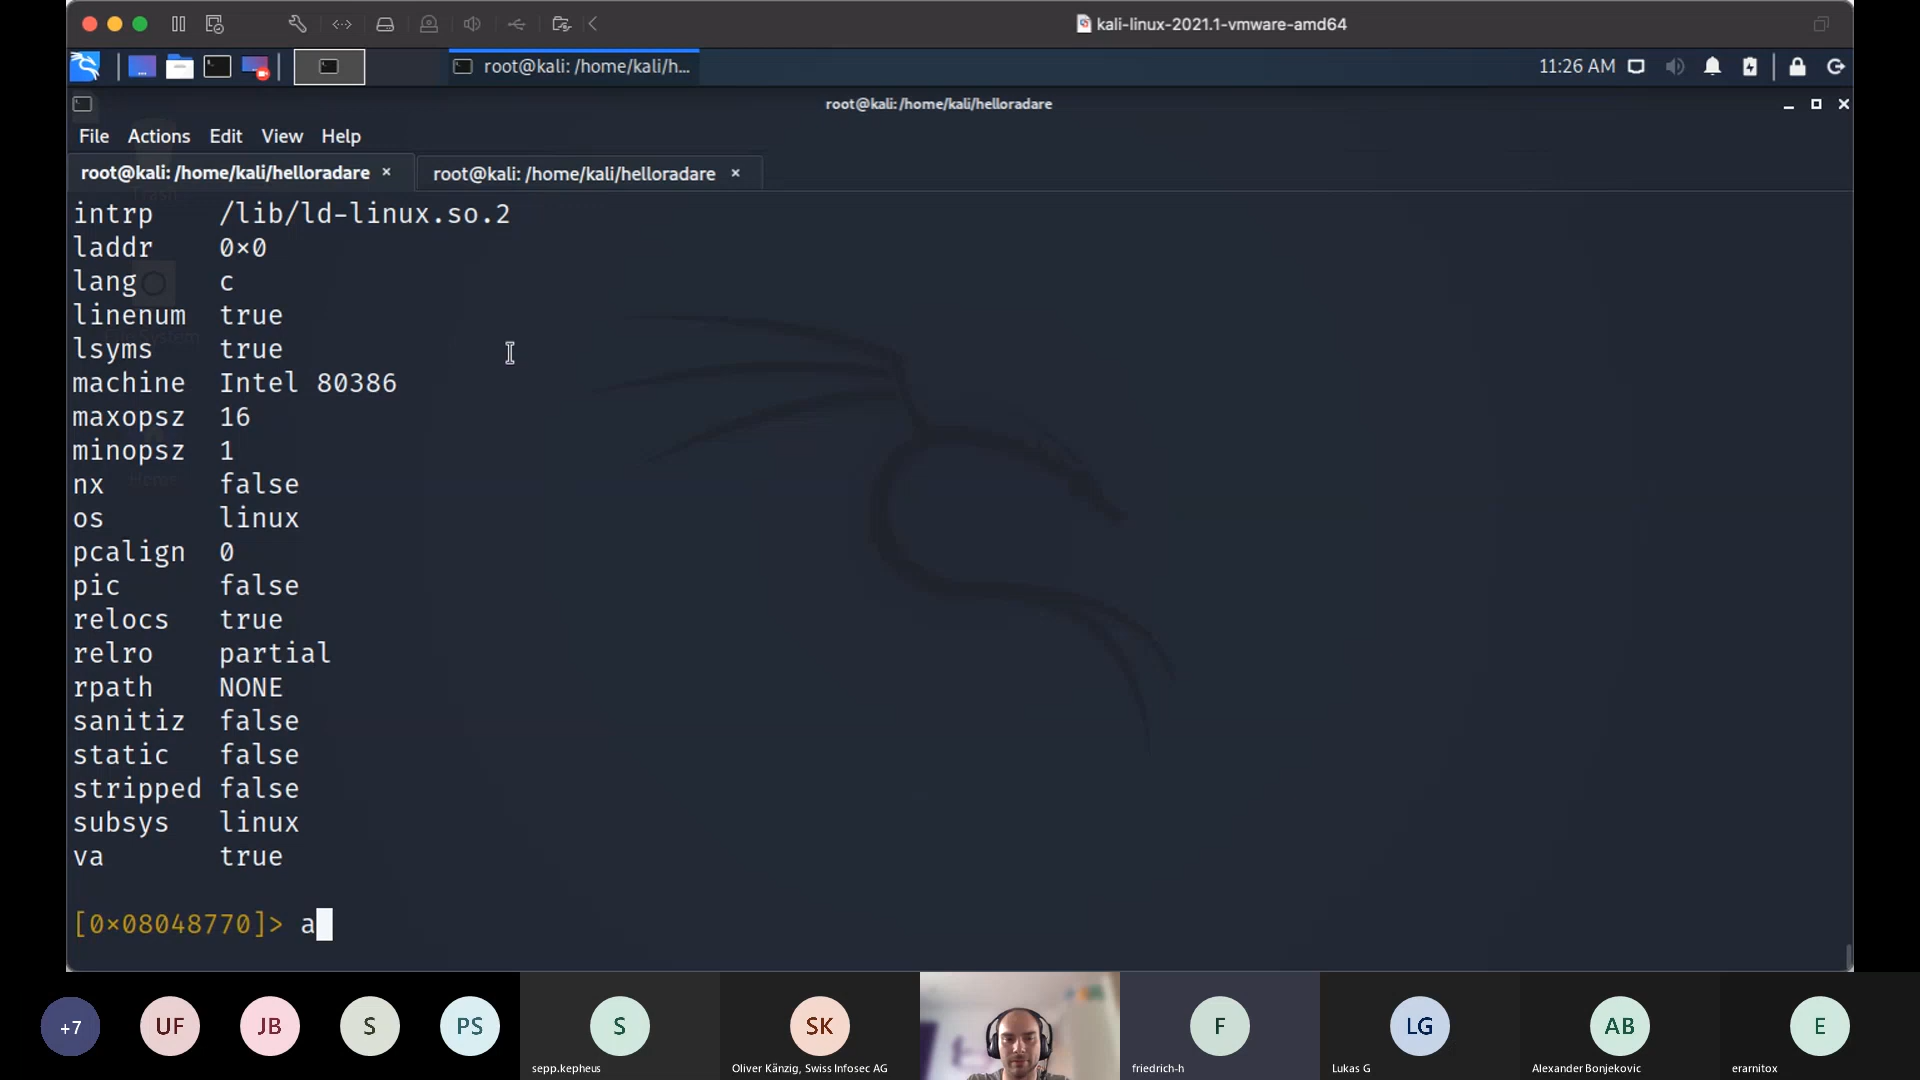 kali-linux-2021.1-vmware-amd64
root@kali: /home/kali/h...
11:26 AM
root@kali: /home/kali/helloradare
File Actions Edit View Help
root@kali: /home/kali/helloradare × root@kali: /home/kali/helloradare ×
intrp /lib/ld-linux.so.2
laddr 0×0
lang c
linenum true
lsyms true
machine Intel 80386
maxopsz 16
minopsz 1
nx false
os linux
pcalign 0
pic false
relocs true
relro partial
rpath NONE
sanitiz false
static false
stripped false
subsys linux
va true
[0×08048770]> a
+7 UF JB S PS S SK F LG AB E
sepp.kepheus Oliver Känzig, Swiss Infosec AG friedrich-h Lukas G Alexander Bonjekovic erarnitox